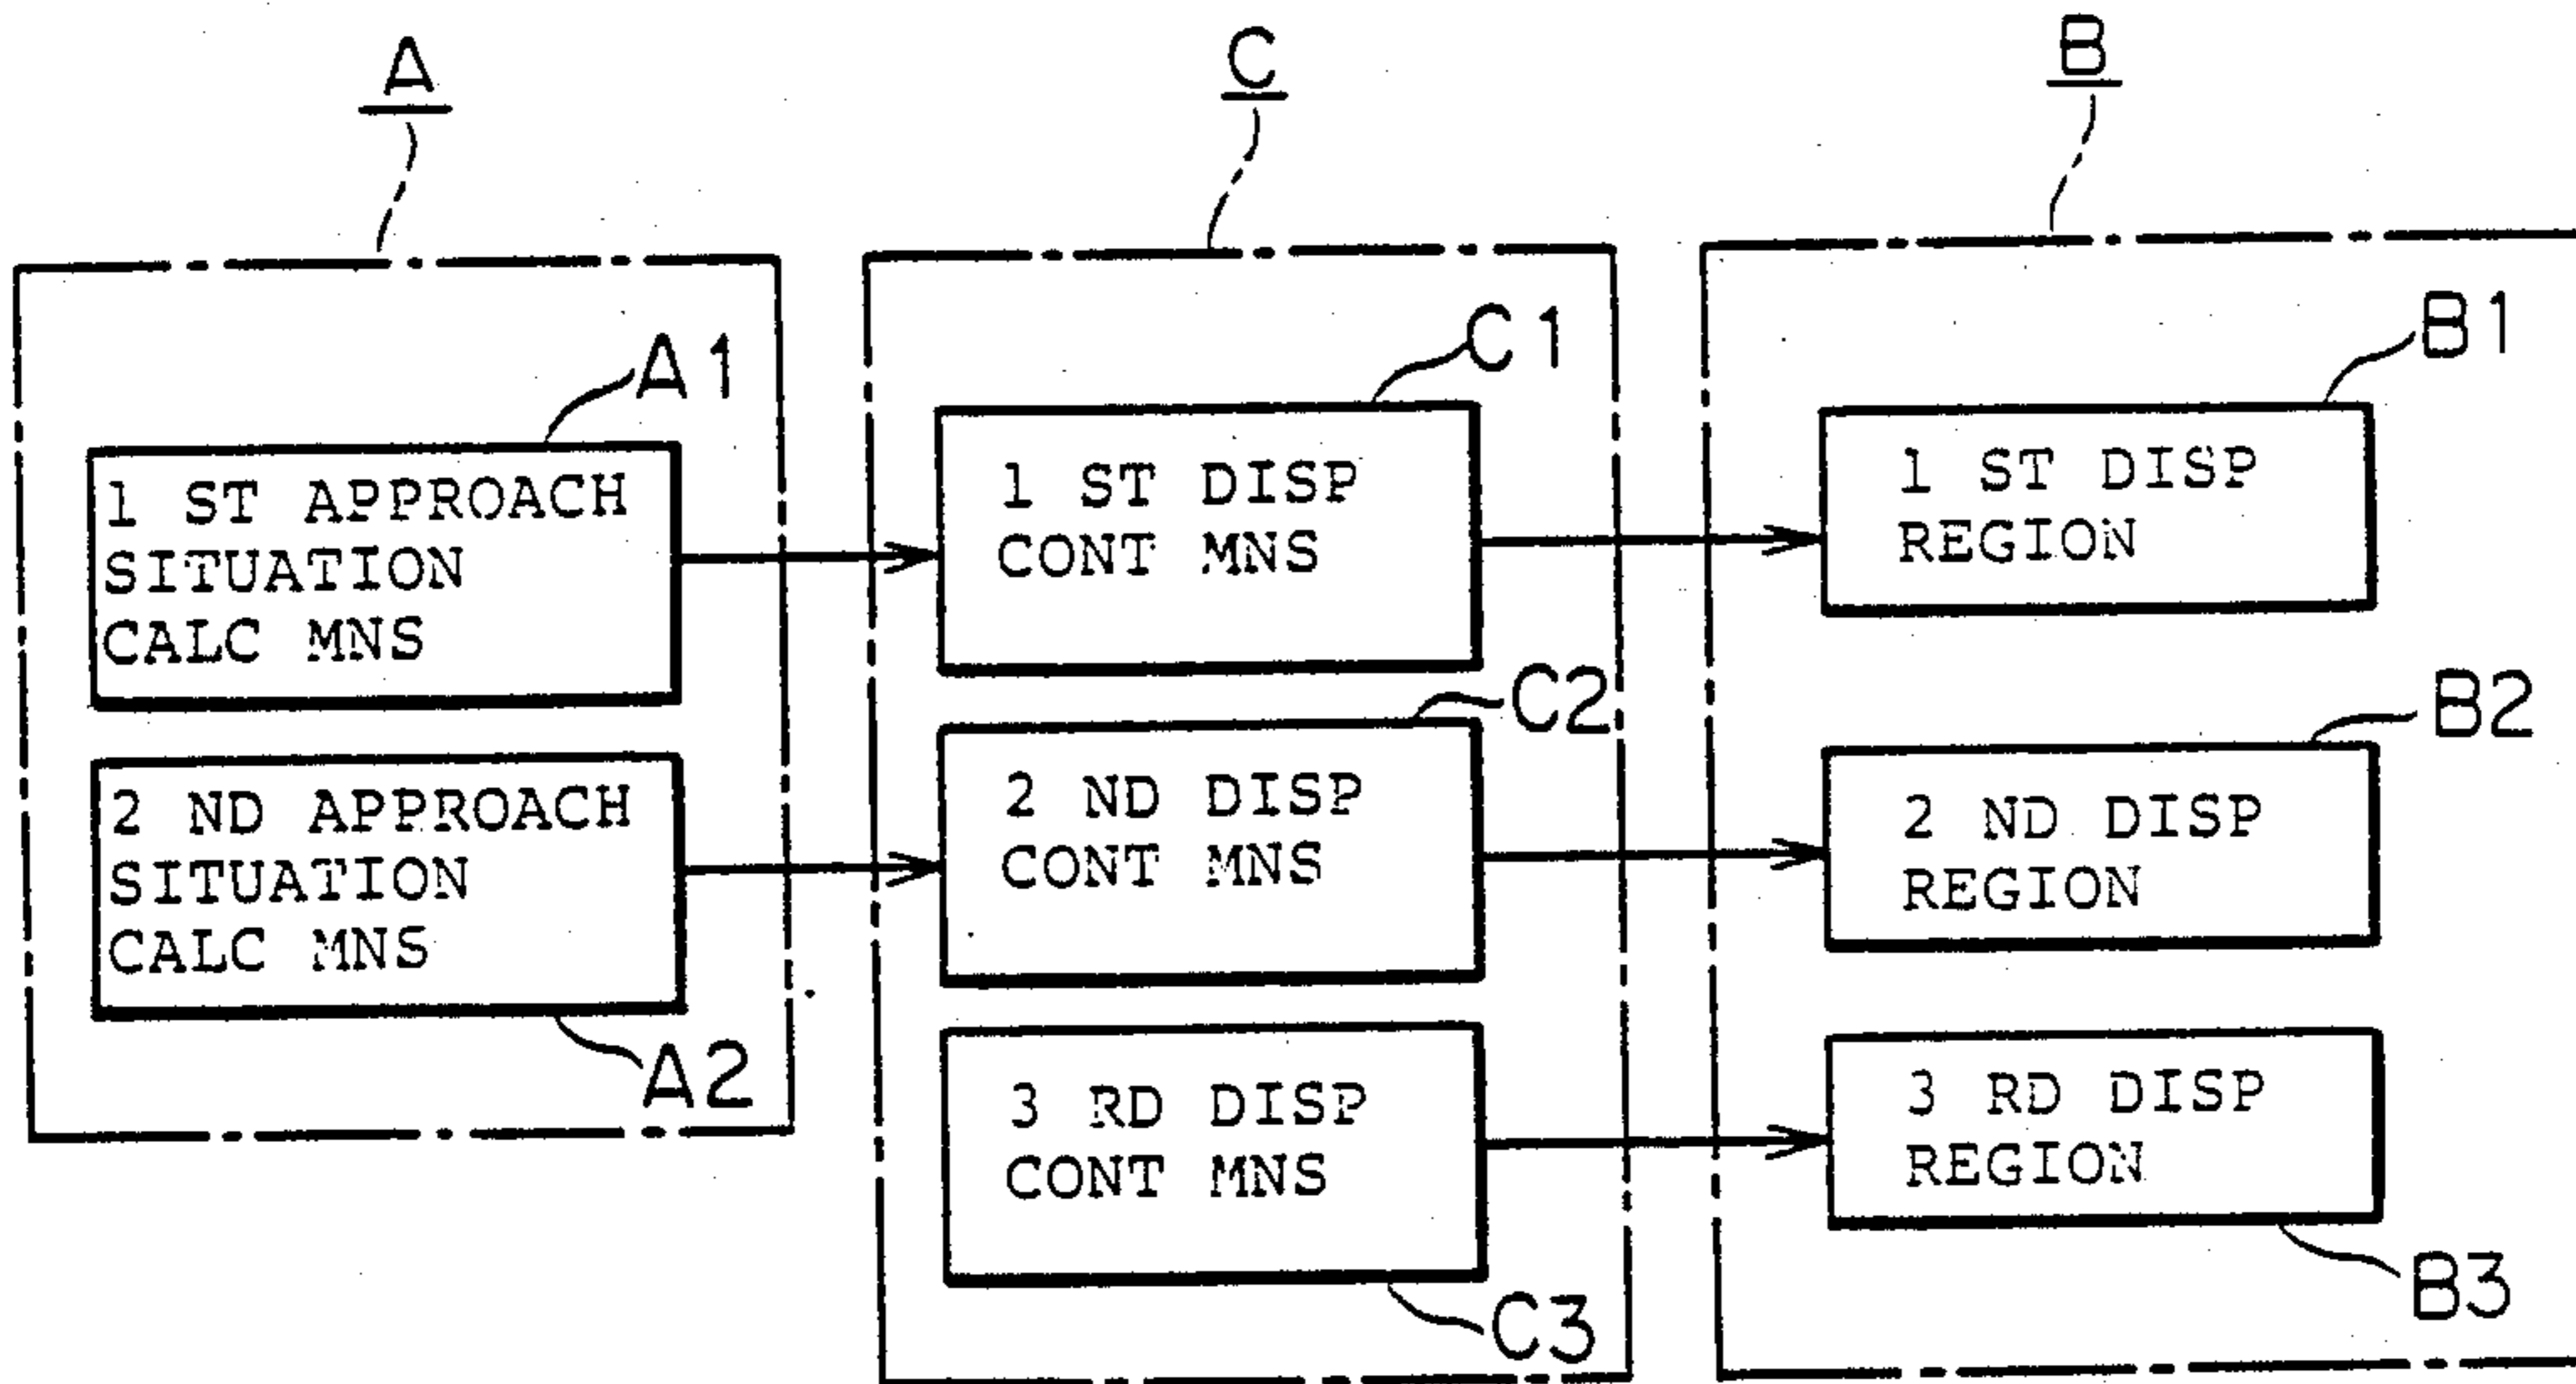 A
C
B
A1
1 ST APPROACH
SITUATION
CALC MNS
2 ND APPROACH
SITUATION
CALC MNS
A2
C1
1 ST DISP
CONT MNS
C2
2 ND DISP
CONT MNS
3 RD DISP
CONT MNS
C3
B1
1 ST DISP
REGION
B2
2 ND DISP
REGION
3 RD DISP
REGION
B3